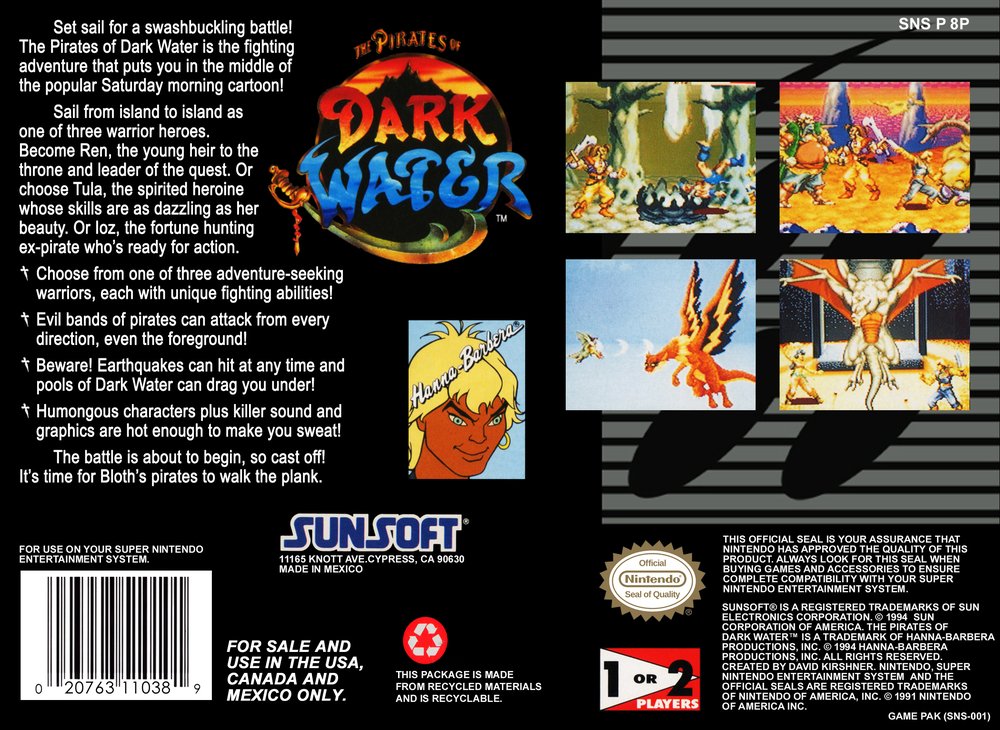 Set sail for a swashbuckling battle!
The Pirates of Dark Water is the fighting
adventure that puts you in the middle of
the popular Saturday morning cartoon!
Sail from island to island as
one of three warrior heroes.
Become Ren, the young heir to the
throne and leader of the quest. Or
choose Tula, the spirited heroine
whose skills are as dazzling as her
beauty. Or Ioz, the fortune hunting
ex-pirate who's ready for action.
† Choose from one of three adventure-seeking
warriors, each with unique fighting abilities!
† Evil bands of pirates can attack from every
direction, even the foreground!
† Beware! Earthquakes can hit at any time and
pools of Dark Water can drag you under!
† Humongous characters plus killer sound and
graphics are hot enough to make you sweat!
The battle is about to begin, so cast off!
It's time for Bloth's pirates to walk the plank.
THE PIRATES OF
DARK
WATER™
Hanna-Barbera®
SNS P 8P
SUNSOFT®
11165 KNOTT AVE.CYPRESS, CA 90630
MADE IN MEXICO
FOR USE ON YOUR SUPER NINTENDO
ENTERTAINMENT SYSTEM.
0 20763 11038 9
FOR SALE AND
USE IN THE USA,
CANADA AND
MEXICO ONLY.
THIS PACKAGE IS MADE
FROM RECYCLED MATERIALS
AND IS RECYCLABLE.
Official
Nintendo®
Seal of Quality
®
1 OR 2
PLAYERS
THIS OFFICIAL SEAL IS YOUR ASSURANCE THAT
NINTENDO HAS APPROVED THE QUALITY OF THIS
PRODUCT. ALWAYS LOOK FOR THIS SEAL WHEN
BUYING GAMES AND ACCESSORIES TO ENSURE
COMPLETE COMPATIBILITY WITH YOUR SUPER
NINTENDO ENTERTAINMENT SYSTEM.
SUNSOFT® IS A REGISTERED TRADEMARKS OF SUN
ELECTRONICS CORPORATION. © 1994 SUN
CORPORATION OF AMERICA. THE PIRATES OF
DARK WATER™ IS A TRADEMARK OF HANNA-BARBERA
PRODUCTIONS, INC. © 1994 HANNA-BARBERA
PRODUCTIONS, INC. ALL RIGHTS RESERVED.
CREATED BY DAVID KIRSHNER. NINTENDO, SUPER
NINTENDO ENTERTAINMENT SYSTEM AND THE
OFFICIAL SEALS ARE REGISTERED TRADEMARKS
OF NINTENDO OF AMERICA, INC. © 1991 NINTENDO
OF AMERICA INC.
GAME PAK (SNS-001)